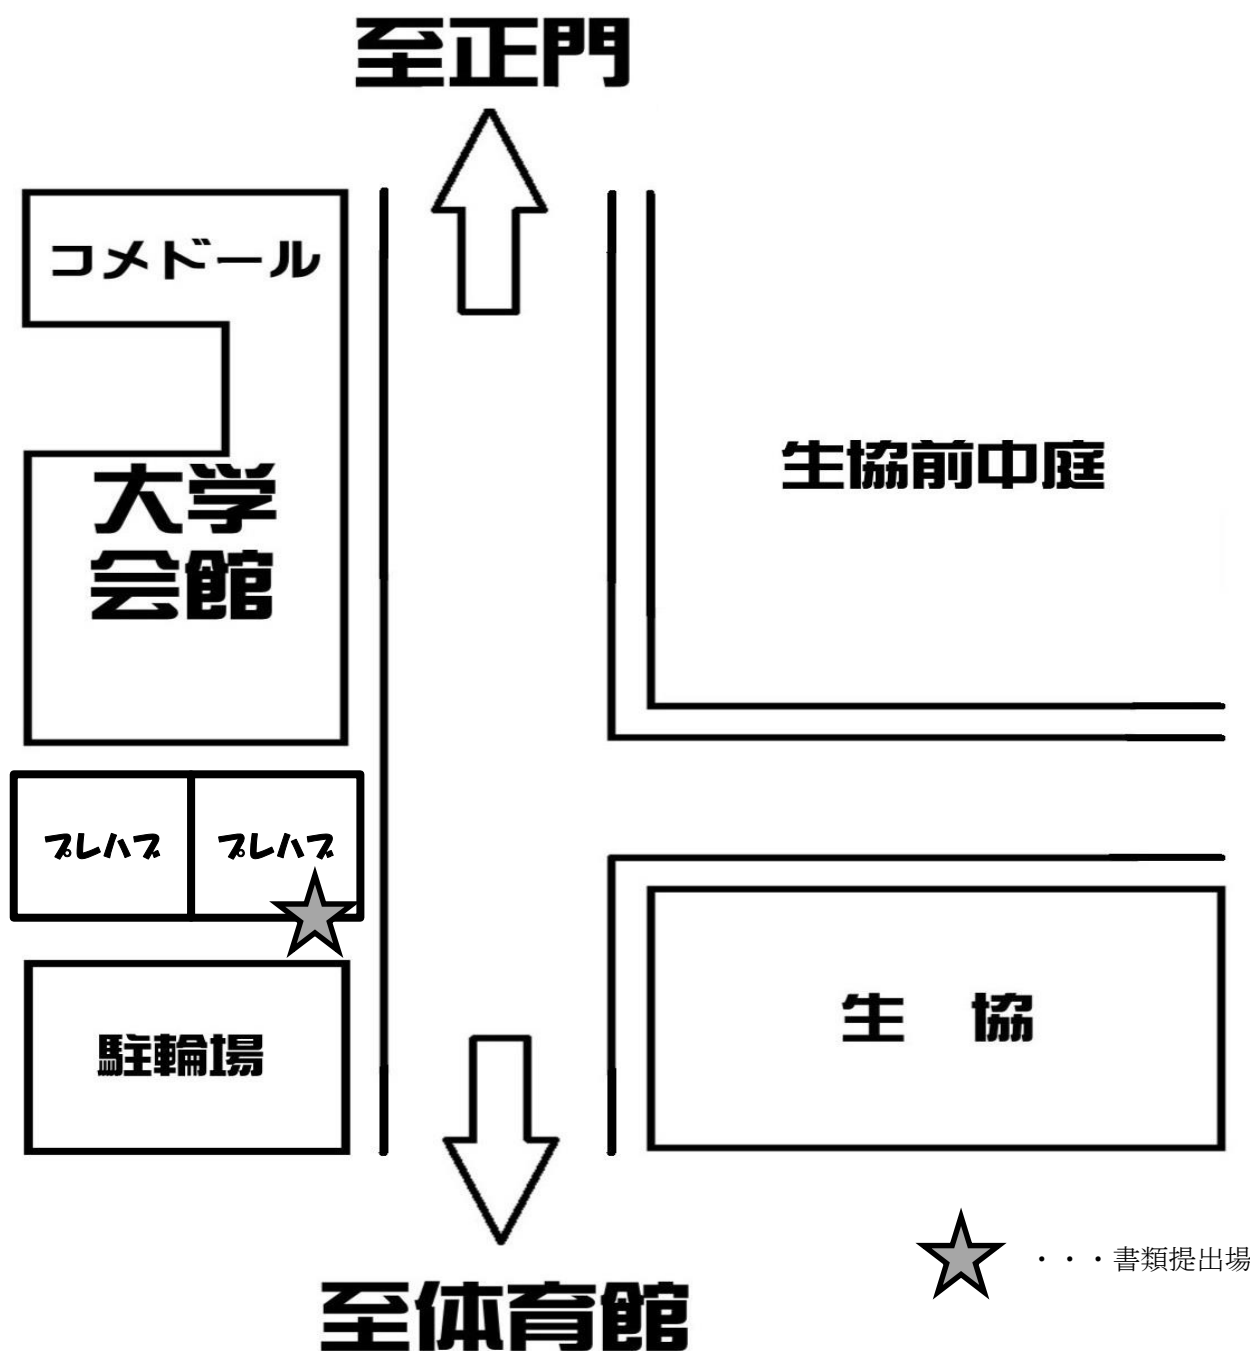 至正門
コメドール
生協前中庭
大学
会館
プレハブ
プレハブ
生　協
駐輪場
・・・書類提出場
至体育館